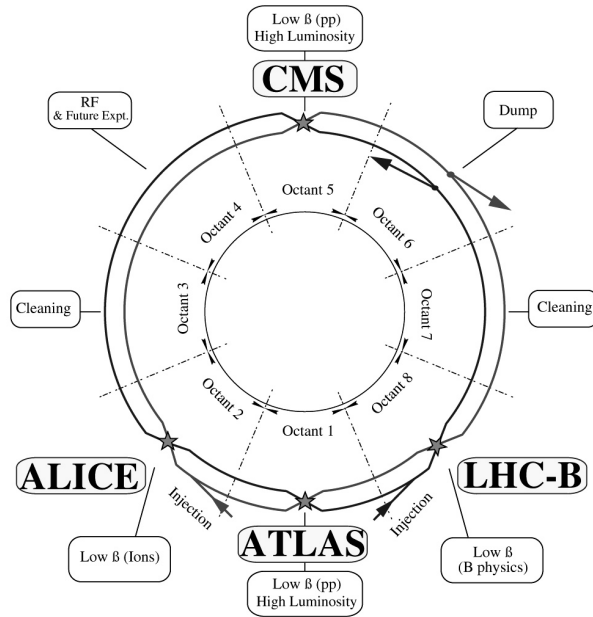 Low ß (pp)
High Luminosity
CMS
RF
& Future Expt.
Dump
Octant 5
Octant 4
Octant 6
Cleaning
Octant 3
Octant 7
Cleaning
Octant 2
Octant 8
Octant 1
ALICE
LHC-B
Injection
Injection
ATLAS
Low ß (Ions)
Low ß
(B physics)
Low ß (pp)
High Luminosity